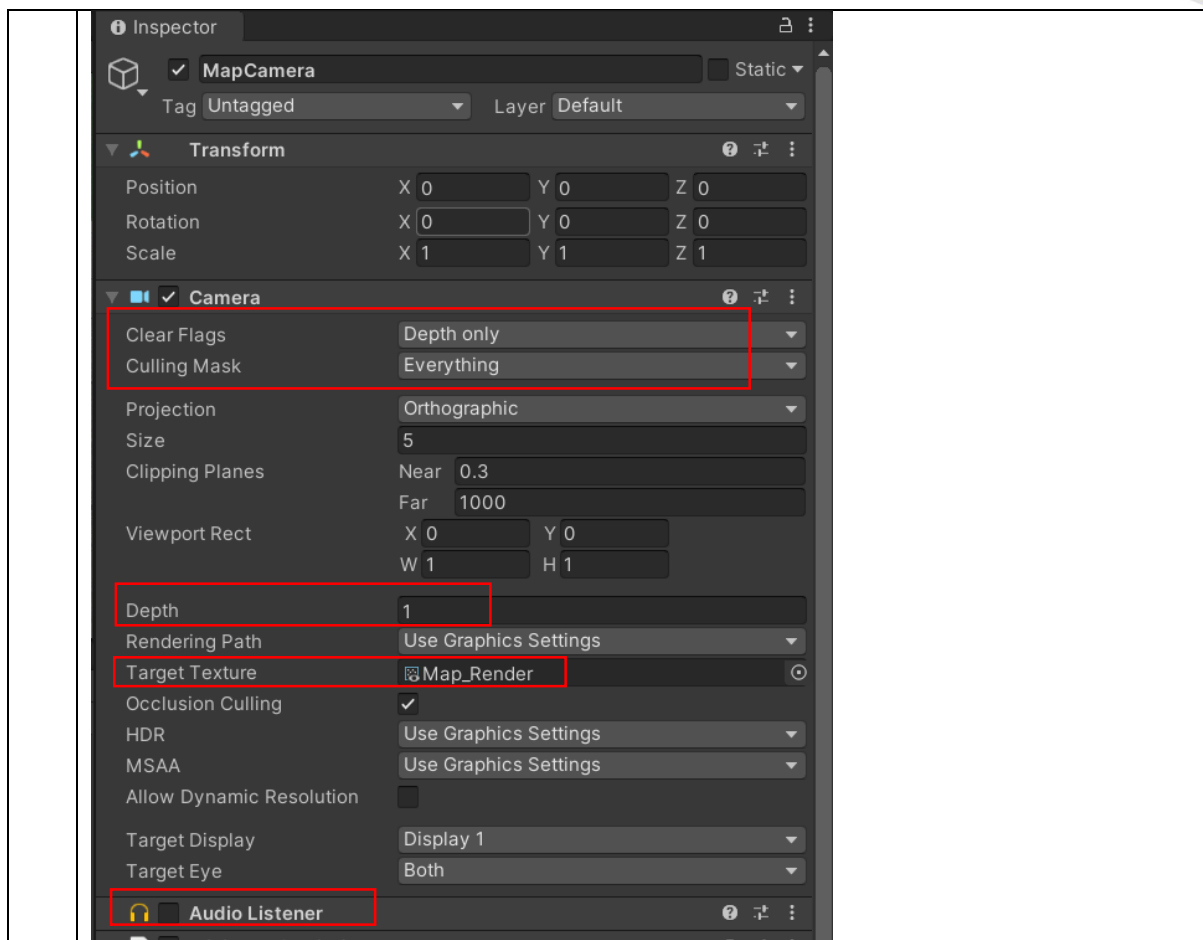 Inspector
MapCamera Static
Tag Untagged Layer Default
Transform
Position X 0 Y 0 Z 0
Rotation X 0 Y 0 Z 0
Scale X 1 Y 1 Z 1
Camera
Clear Flags Depth only
Culling Mask Everything
Projection Orthographic
Size 5
Clipping Planes Near 0.3
Far 1000
Viewport Rect X 0 Y 0
W 1 H 1
Depth 1
Rendering Path Use Graphics Settings
Target Texture Map_Render
Occlusion Culling
HDR Use Graphics Settings
MSAA Use Graphics Settings
Allow Dynamic Resolution
Target Display Display 1
Target Eye Both
Audio Listener